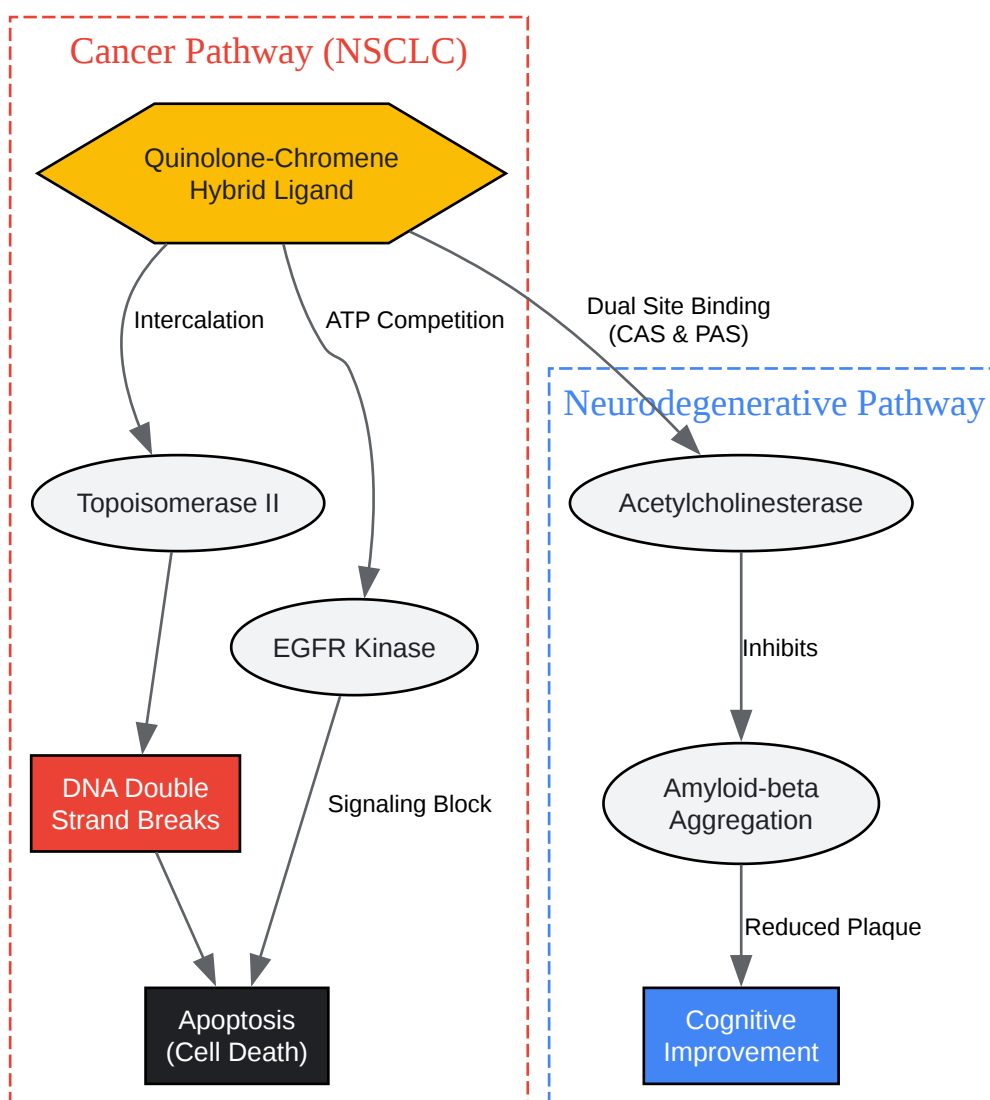 Cancer Pathway (NSCLC)
Quinolone-Chromene
Hybrid Ligand
Intercalation
ATP Competition
Dual Site Binding
(CAS & PAS)
Neurodegenerative Pathway
Topoisomerase II
Acetylcholinesterase
EGFR Kinase
Inhibits
DNA Double
Strand Breaks
Signaling Block
Amyloid-beta
Aggregation
Reduced Plaque
Apoptosis
(Cell Death)
Cognitive
Improvement